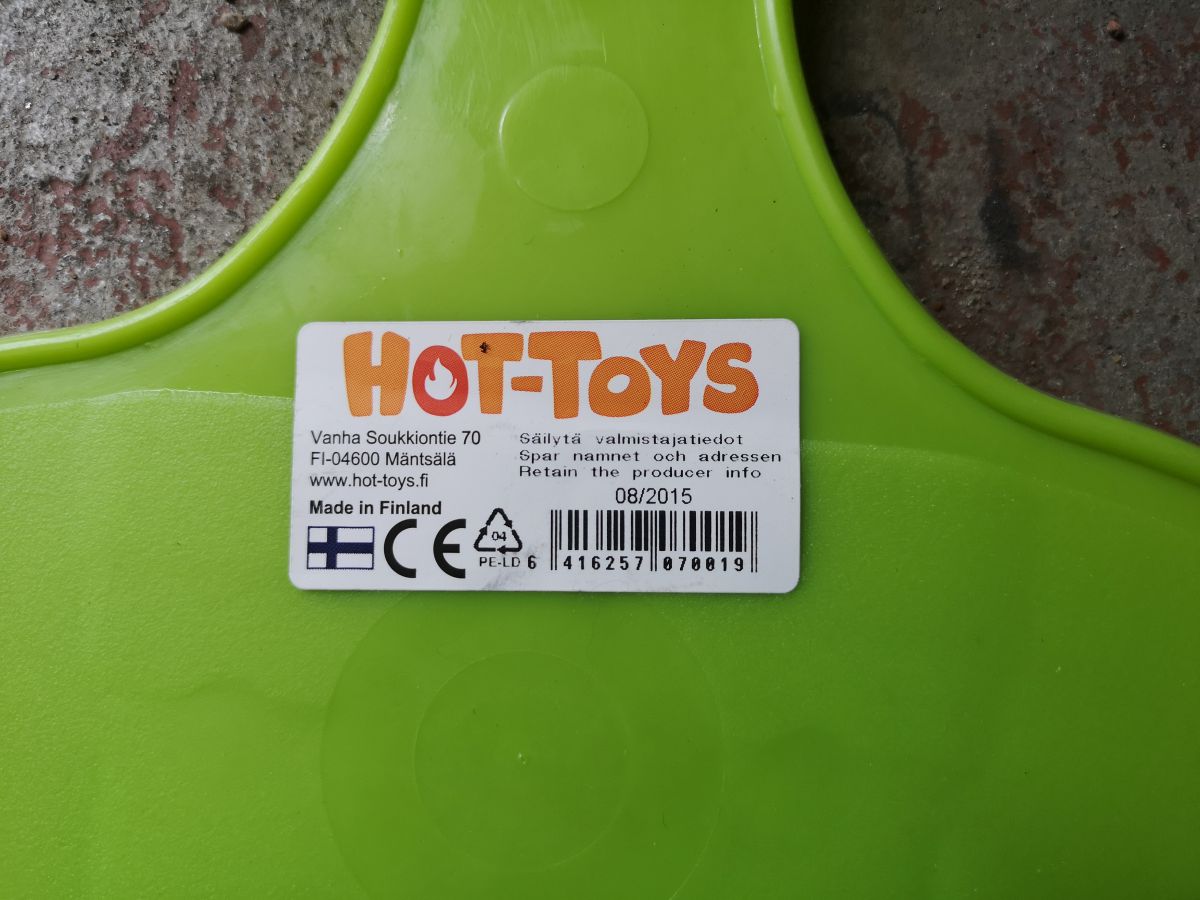 HOT-TOYS
Vanha Soukkiontie 70
FI-04600 Mäntsälä
www.hot-toys.fi
Made in Finland
Säilytä valmistajatiedot
Spar namnet och adressen
Retain the producer info
08/2015
CE
04
PE-LD
6 416257 070019